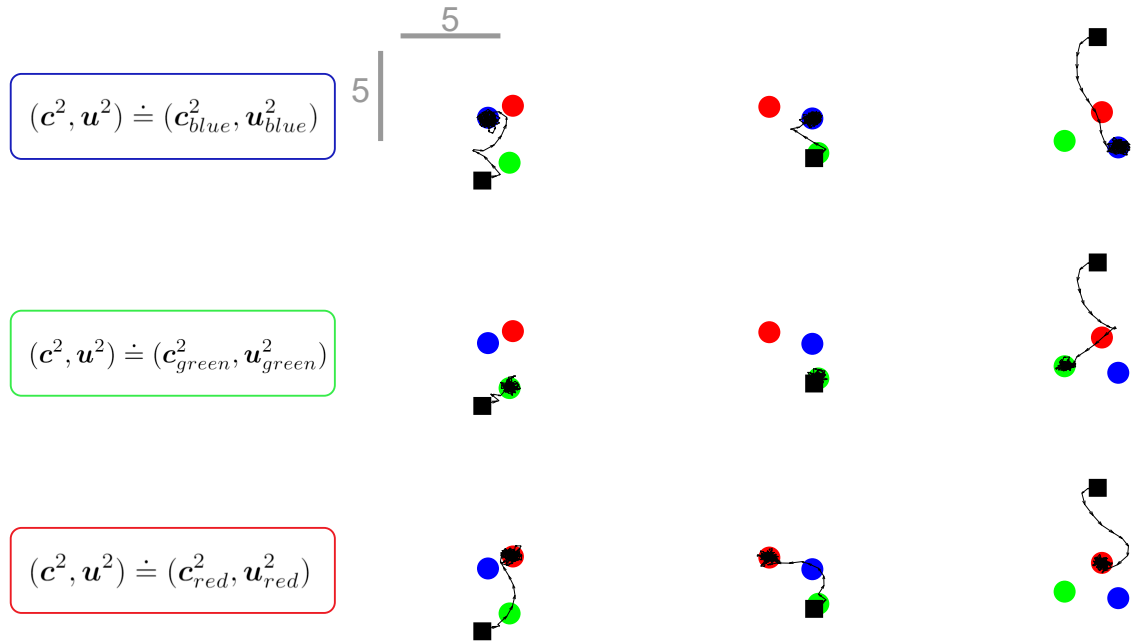 5
5
(c², u²) ≐ (c²_blue, u²_blue)
(c², u²) ≐ (c²_green, u²_green)
(c², u²) ≐ (c²_red, u²_red)